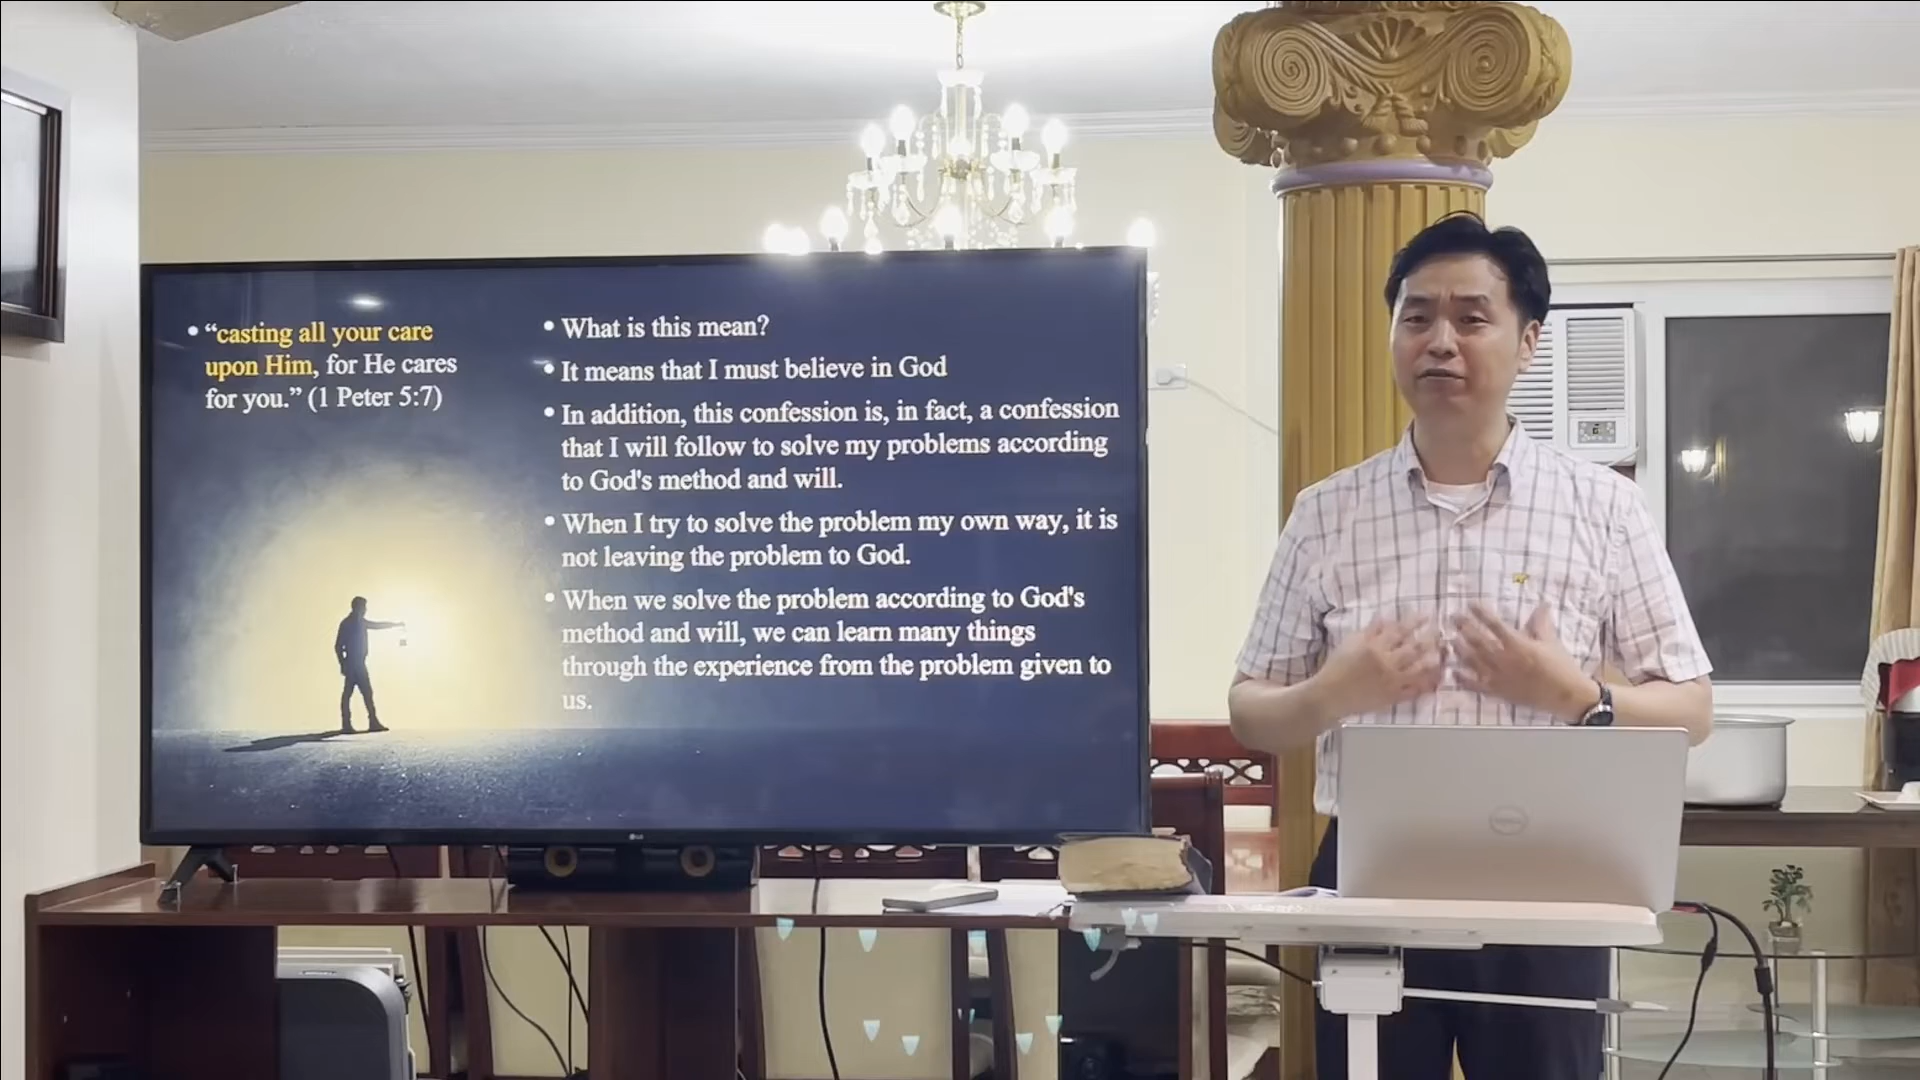 • “casting all your care
upon Him, for He cares
for you.” (1 Peter 5:7)
• What is this mean?
• It means that I must believe in God
• In addition, this confession is, in fact, a confession
that I will follow to solve my problems according
to God's method and will.
• When I try to solve the problem my own way, it is
not leaving the problem to God.
• When we solve the problem according to God's
method and will, we can learn many things
through the experience from the problem given to
us.
LG
DELL